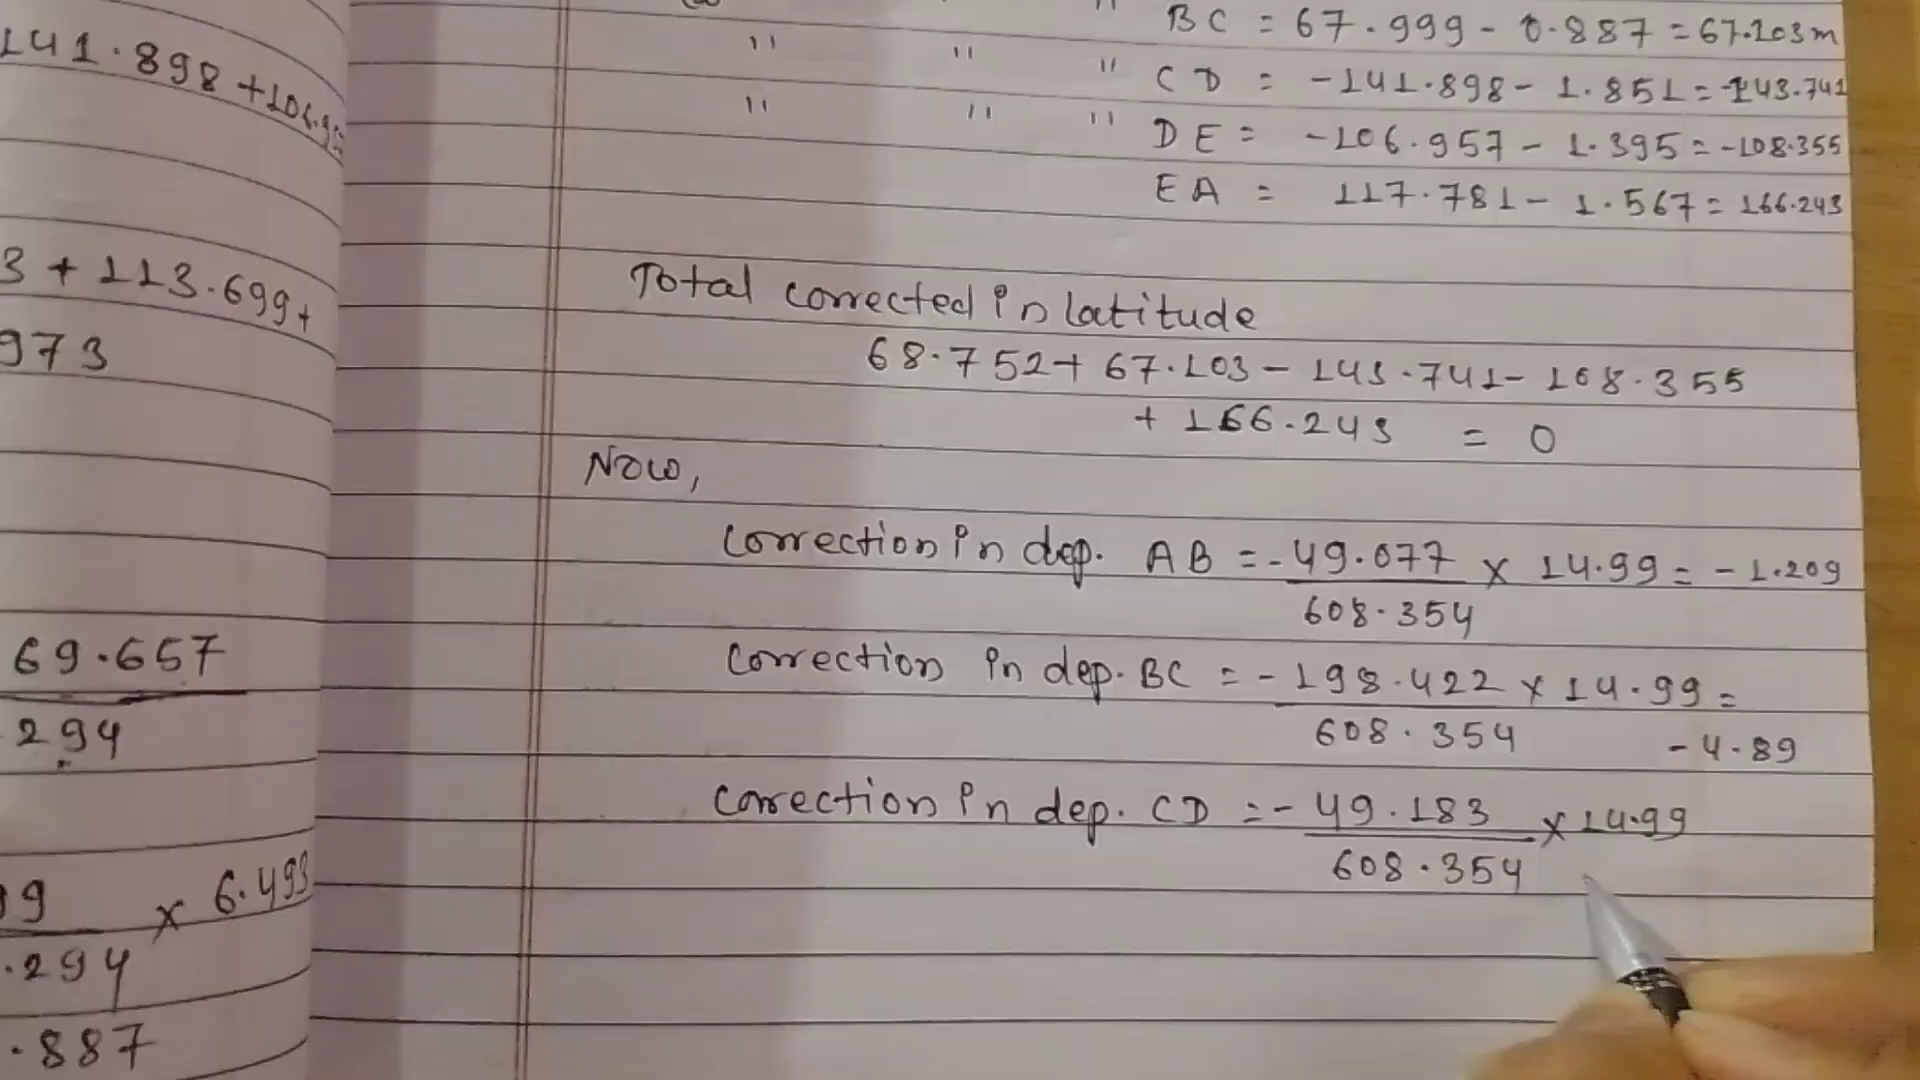 141.898 +106.95
3 + 113.699+
973
69.657
294
9 x 6.493
.294
.887
BC = 67.999 - 0.887 = 67.103m
" " " CD = -141.898 - 1.851 = -143.741
" " " DE = -106.957 - 1.395 = -108.355
EA = 117.781 - 1.567 = 166.243
Total corrected in latitude
68.752 + 67.103 - 143.741 - 108.355
+ 166.243 = 0
Now,
Correction in dep. AB = - 49.077 x 14.99 = - 1.209
608.354
Correction in dep. BC = - 198.422 x 14.99 =
608.354 - 4.89
Correction in dep. CD = - 49.183 x 14.99
608.354